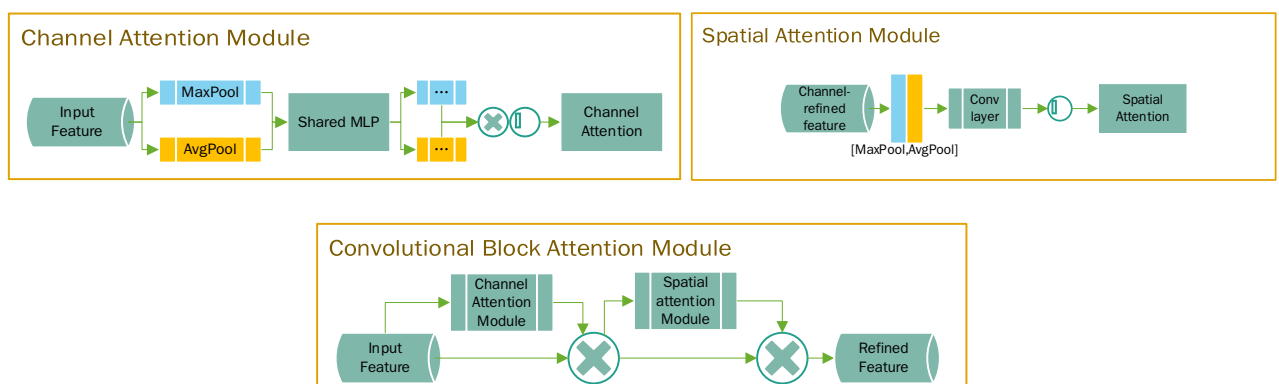 Channel Attention Module
Input
Feature
MaxPool
AvgPool
Shared MLP
...
...
Channel
Attention
Spatial Attention Module
Channel-
refined
feature
[MaxPool,AvgPool]
Conv
layer
Spatial
Attention
Convolutional Block Attention Module
Input
Feature
Channel
Attention
Module
Spatial
attention
Module
Refined
Feature